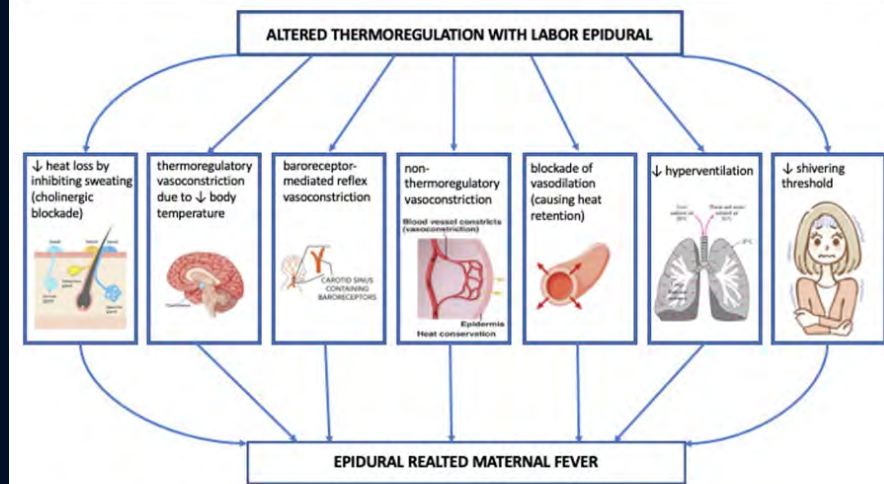 ALTERED THERMOREGULATION WITH LABOR EPIDURAL
↓ heat loss by
inhibiting sweating
(cholinergic
blockade)
thermoregulatory
vasoconstriction
due to ↓ body
temperature
baroreceptor-
mediated reflex
vasoconstriction
CAROTID SINUS
CONTAINING
BARORECEPTORS
non-
thermoregulatory
vasoconstriction
Blood vessel constricts
(vasoconstriction)
Epidermis
Heat conservation
blockade of
vasodilation
(causing heat
retention)
↓ hyperventilation
↓ shivering
threshold
EPIDURAL REALTED MATERNAL FEVER